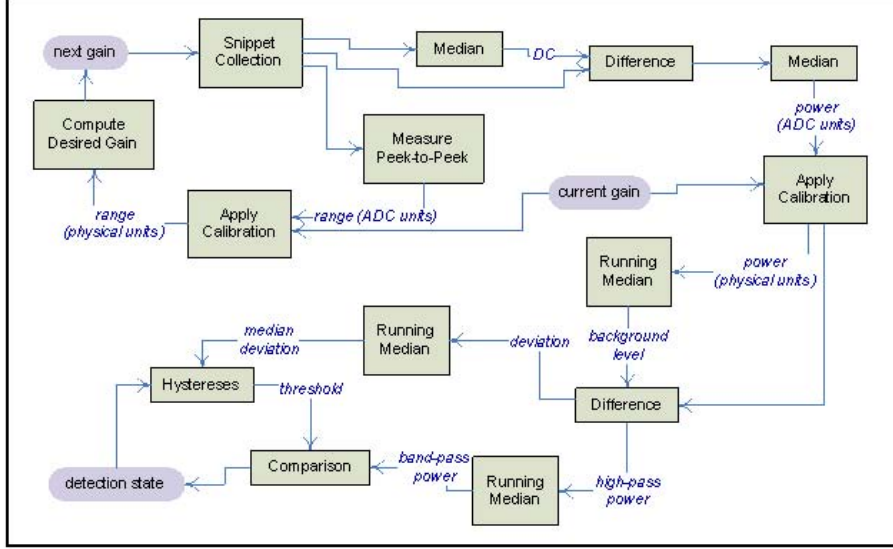 next gain
Snippet
Collection
Median
DC
Difference
Median
Compute
Desired Gain
Measure
Peek-to-Peek
power
(ADC units)
current gain
Apply
Calibration
range
(physical units)
Apply
Calibration
range (ADC units)
Running
Median
power
(physical units)
median
deviation
Running
Median
deviation
background
level
Hystereses
threshold
Difference
detection state
Comparison
band-pass
power
Running
Median
high-pass
power